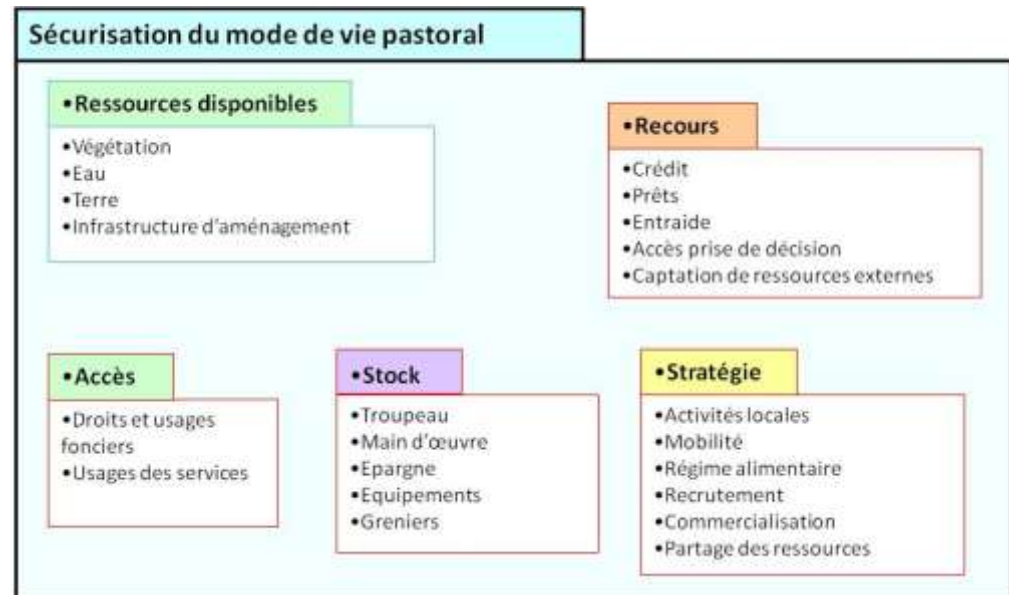 Sécurisation du mode de vie pastoral
•Ressources disponibles
•Végétation
•Eau
•Terre
•Infrastructure d'aménagement
•Recours
•Crédit
•Prêts
•Entraide
•Accès prise de décision
•Captation de ressources externes
•Accès
•Droits et usages
fonciers
•Usages des services
•Stock
•Troupeau
•Main d'œuvre
•Epargne
•Equipements
•Greniers
•Stratégie
•Activités locales
•Mobilité
•Régime alimentaire
•Recrutement
•Commercialisation
•Partage des ressources